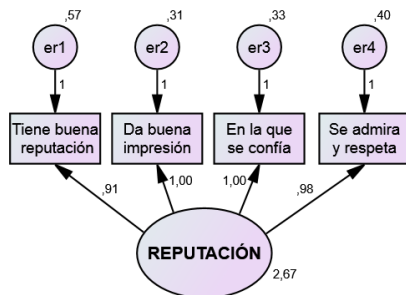 ,57
,31
,33
,40
er1
er2
er3
er4
1
1
1
1
Tiene buena
reputación
Da buena
impresión
En la que
se confía
Se admira
y respeta
,91
1,00
1,00
,98
REPUTACIÓN
2,67